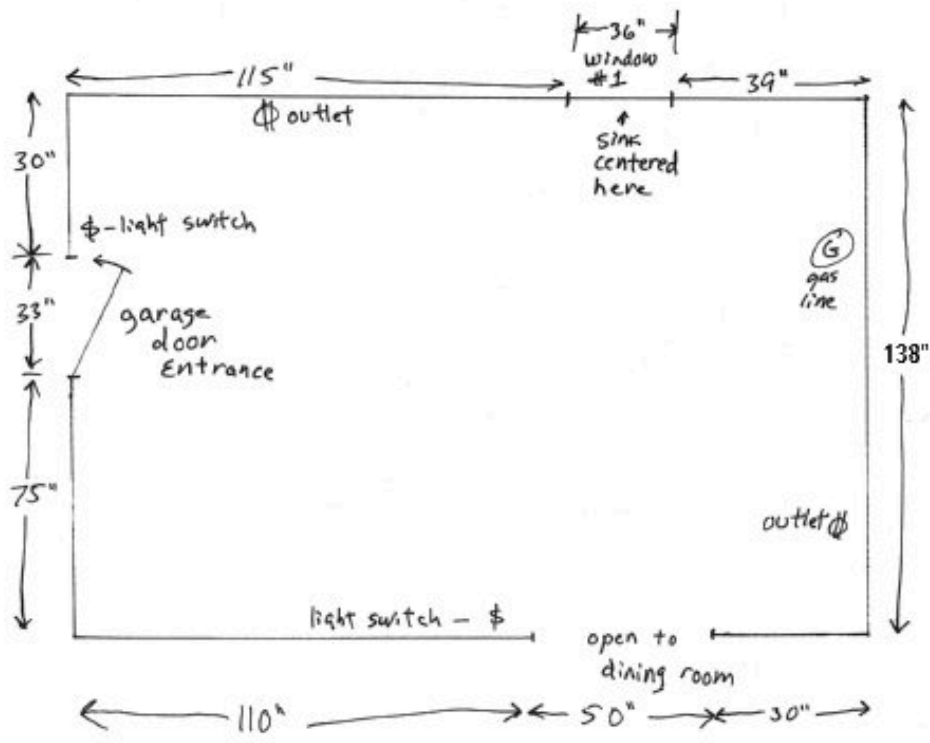 36"
window
#1
115"
39"
outlet
sink
centered
here
30"
$-light switch
G
gas
line
33"
garage
door
Entrance
138"
75"
outlet
light switch - $
open to
dining room
110"
50"
30"